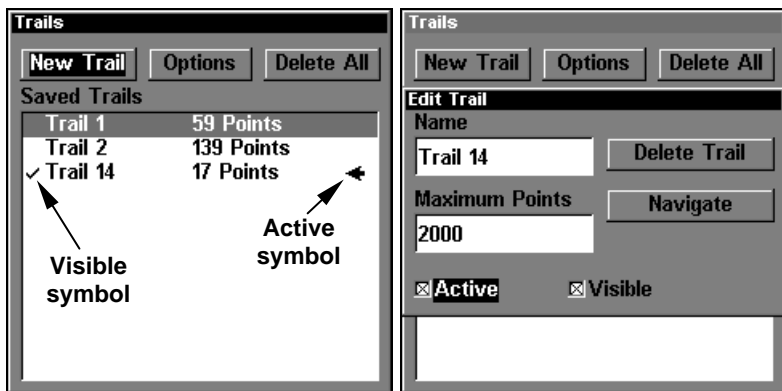 Trails
New Trail Options Delete All
Saved Trails
Trail 1 59 Points
Trail 2 139 Points
Trail 14 17 Points
Visible symbol
Active symbol
Trails
New Trail Options Delete All
Edit Trail
Name
Trail 14 Delete Trail
Maximum Points Navigate
2000
Active Visible